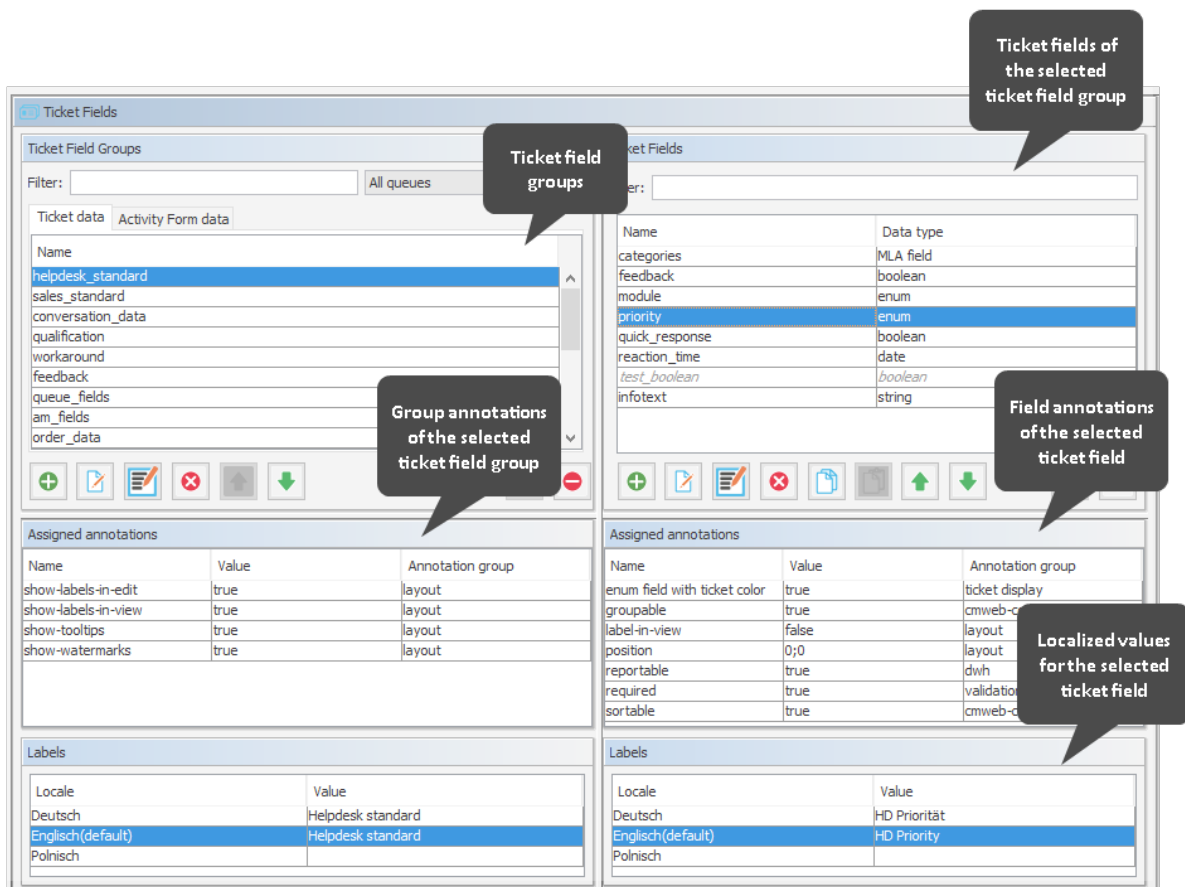 Ticket fields of
the selected
ticket field group
Ticket Fields
Ticket Field Groups
Ticket field
groups
Filter:
All queues
Ticket data
Activity Form data
Name
helpdesk_standard
sales_standard
conversation_data
qualification
workaround
feedback
queue_fields
am_fields
order_data
Group annotations
of the selected
ticket field group
Fields
Name Data type
categories MLA field
feedback boolean
module enum
priority enum
quick_response boolean
reaction_time date
test_boolean boolean
infotext string
Field annotations
of the selected
ticket field
Assigned annotations
Name Value Annotation group
show-labels-in-edit true layout
show-labels-in-view true layout
show-tooltips true layout
show-watermarks true layout
Assigned annotations
Name Value Annotation group
enum field with ticket color true ticket display
groupable true
label-in-view false layout
position 0;0 layout
reportable true dwh
required true validation
sortable true
Localized values
for the selected
ticket field
Labels
Locale Value
Deutsch Helpdesk standard
Englisch(default) Helpdesk standard
Polnisch
Labels
Locale Value
Deutsch HD Priorität
Englisch(default) HD Priority
Polnisch